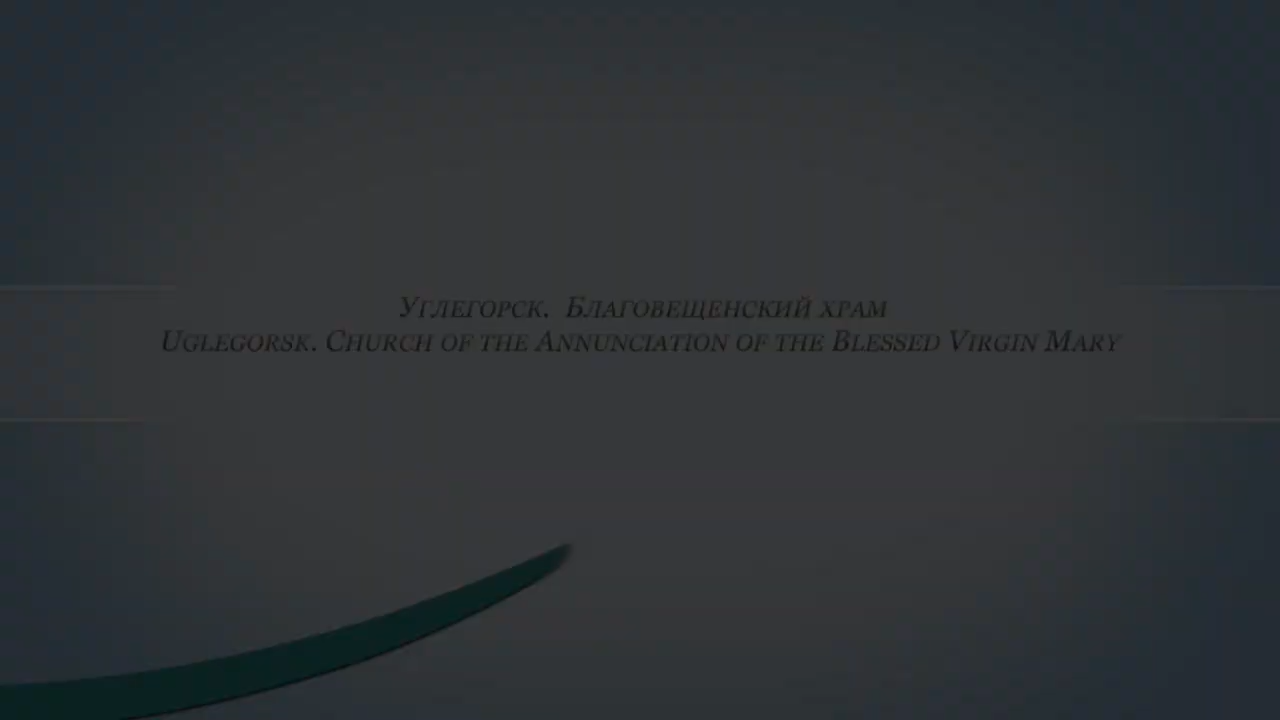 Углегорск. Благовещенский храм
Uglegorsk. Church of the Annunciation of the Blessed Virgin Mary